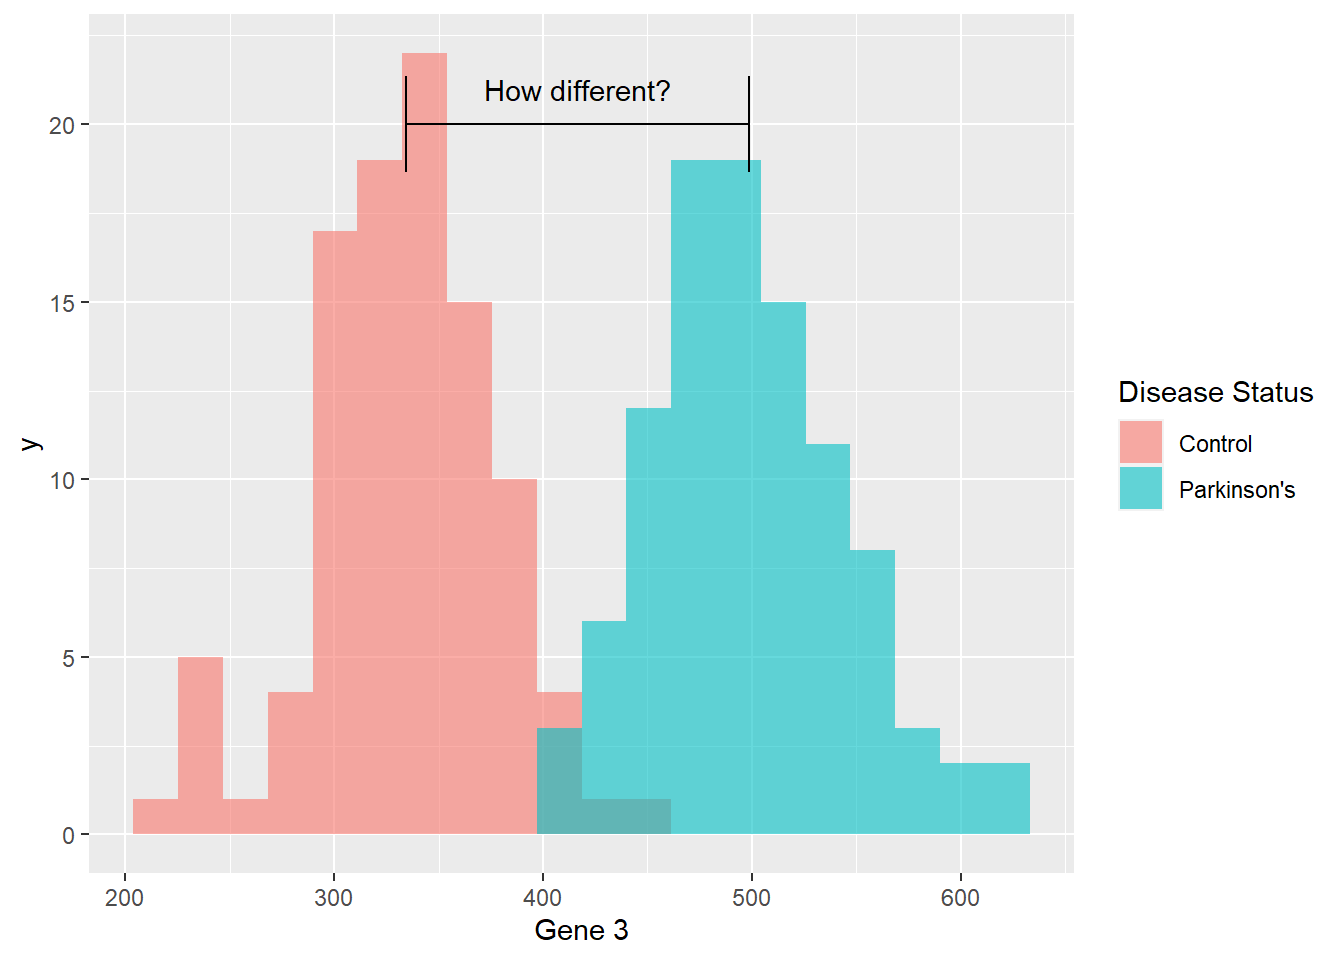 How different?
20
15
10
5
0
y
200 300 400 500 600
Gene 3
Disease Status
Control
Parkinson's